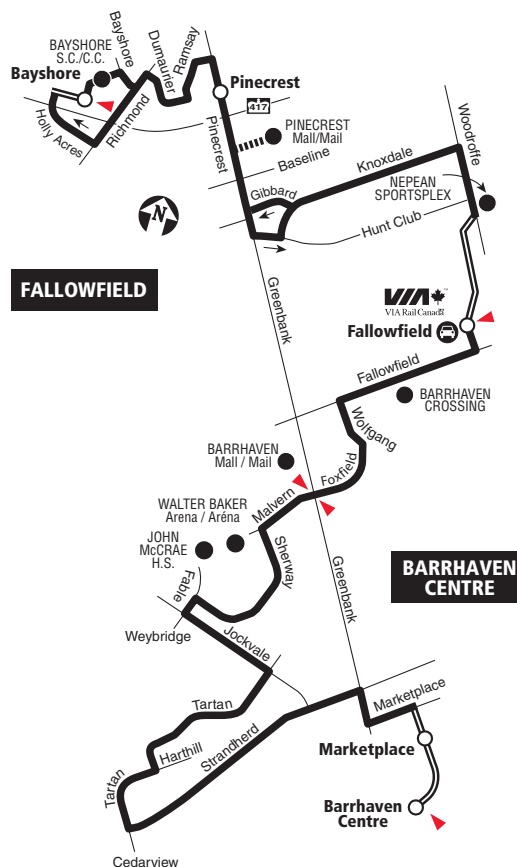 BAYSHORE
S.C./C.C.
Bayshore
Bayshore
Dumaurier
Ramsay
Pinecrest
417
Holly Acres
Richmond
Pinecrest
PINECREST
Mall/Mail
Baseline
Woodroffe
Knoxdale
Gibbard
NEPEAN
SPORTSPLEX
Hunt Club
N
FALLOWFIELD
Greenbank
VIA
VIA Rail Canada
Fallowfield
Fallowfield
BARRHAVEN
CROSSING
Wolfgang
BARRHAVEN
Mall / Mail
Foxfield
Malvern
WALTER BAKER
Arena / Aréna
JOHN
McCRAE
H.S.
Sherway
Fable
BARRHAVEN
CENTRE
Greenbank
Weybridge
Jockvale
Marketplace
Tartan
Strandherd
Harthill
Marketplace
Tartan
Barrhaven
Centre
Cedarview